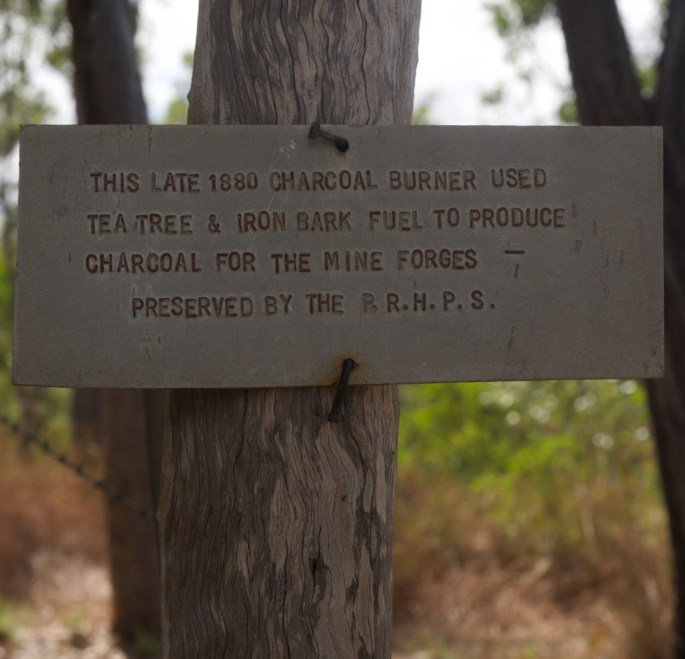 THIS LATE 1880 CHARCOAL BURNER USED
TEA TREE & IRON BARK FUEL TO PRODUCE
CHARCOAL FOR THE MINE FORGES –
PRESERVED BY THE P.R.H.P.S.